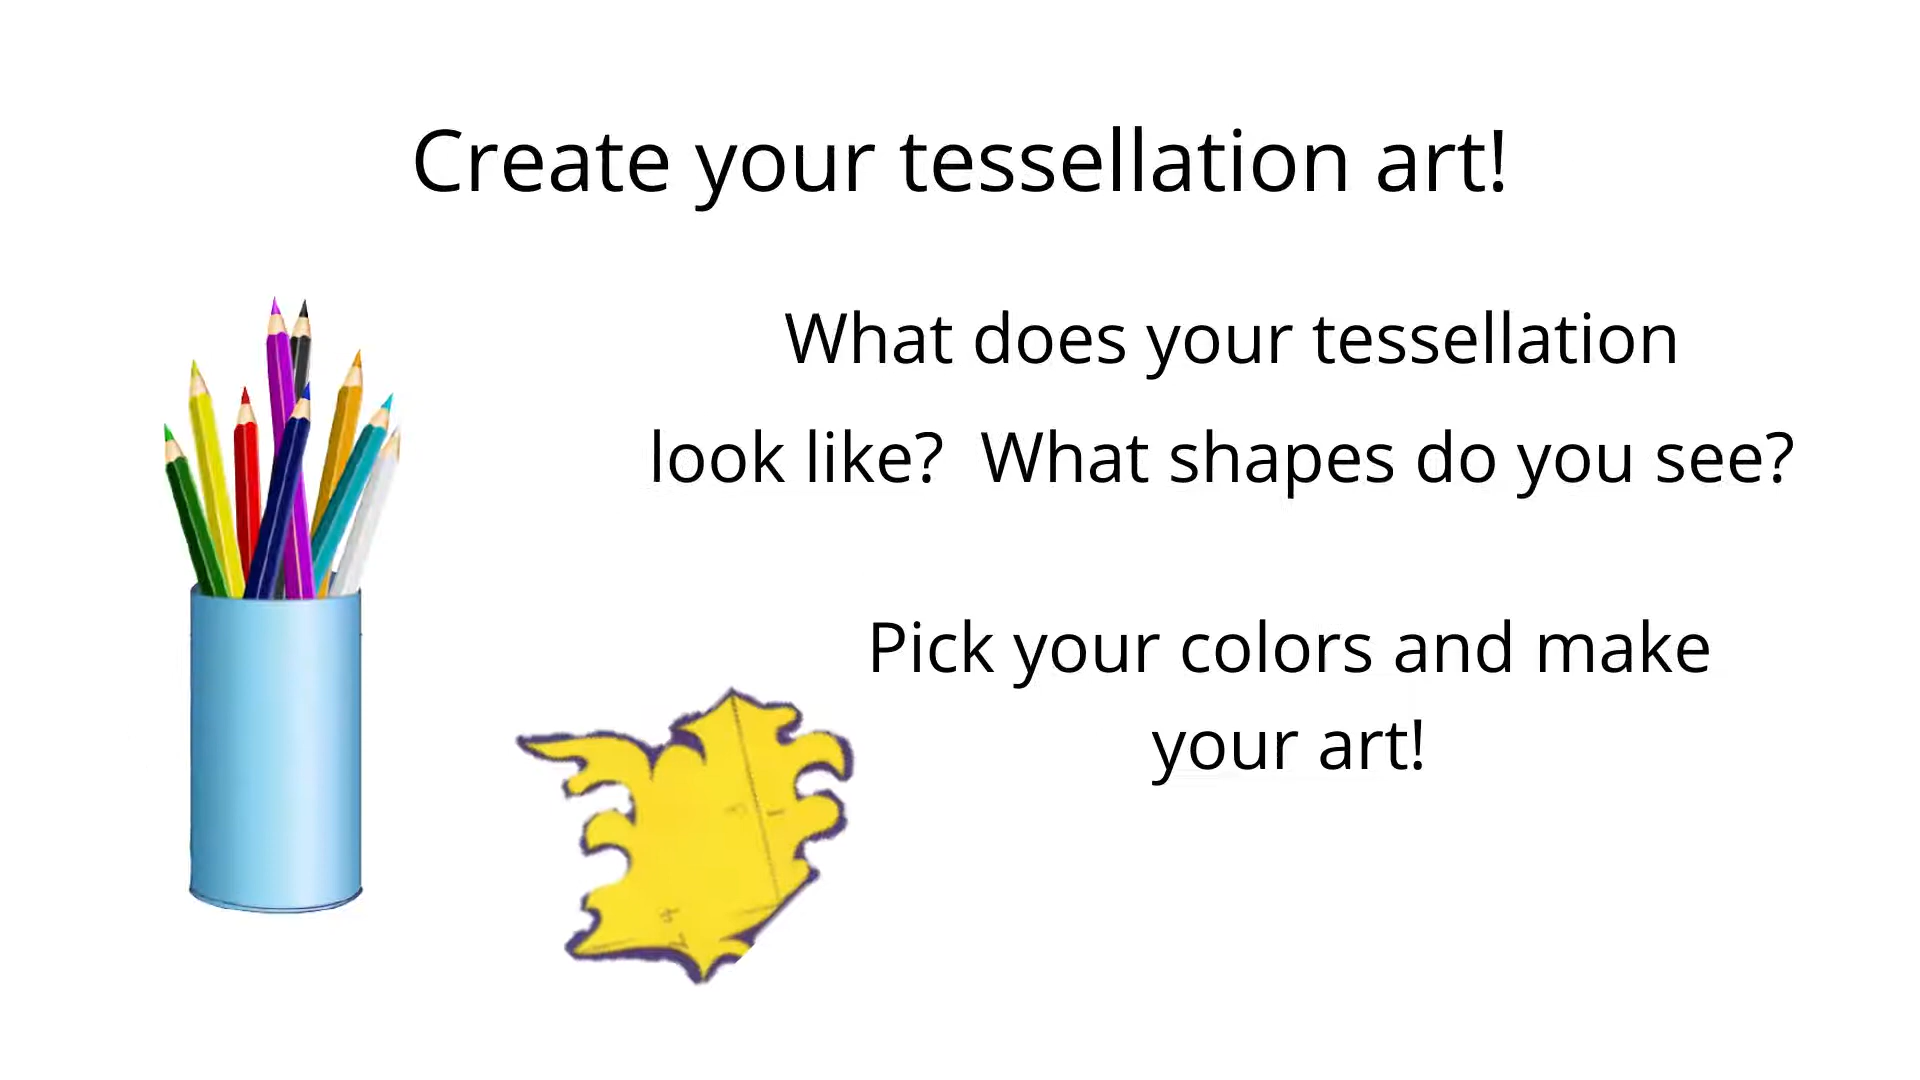 Create your tessellation art!
What does your tessellation
look like?  What shapes do you see?
Pick your colors and make
your art!